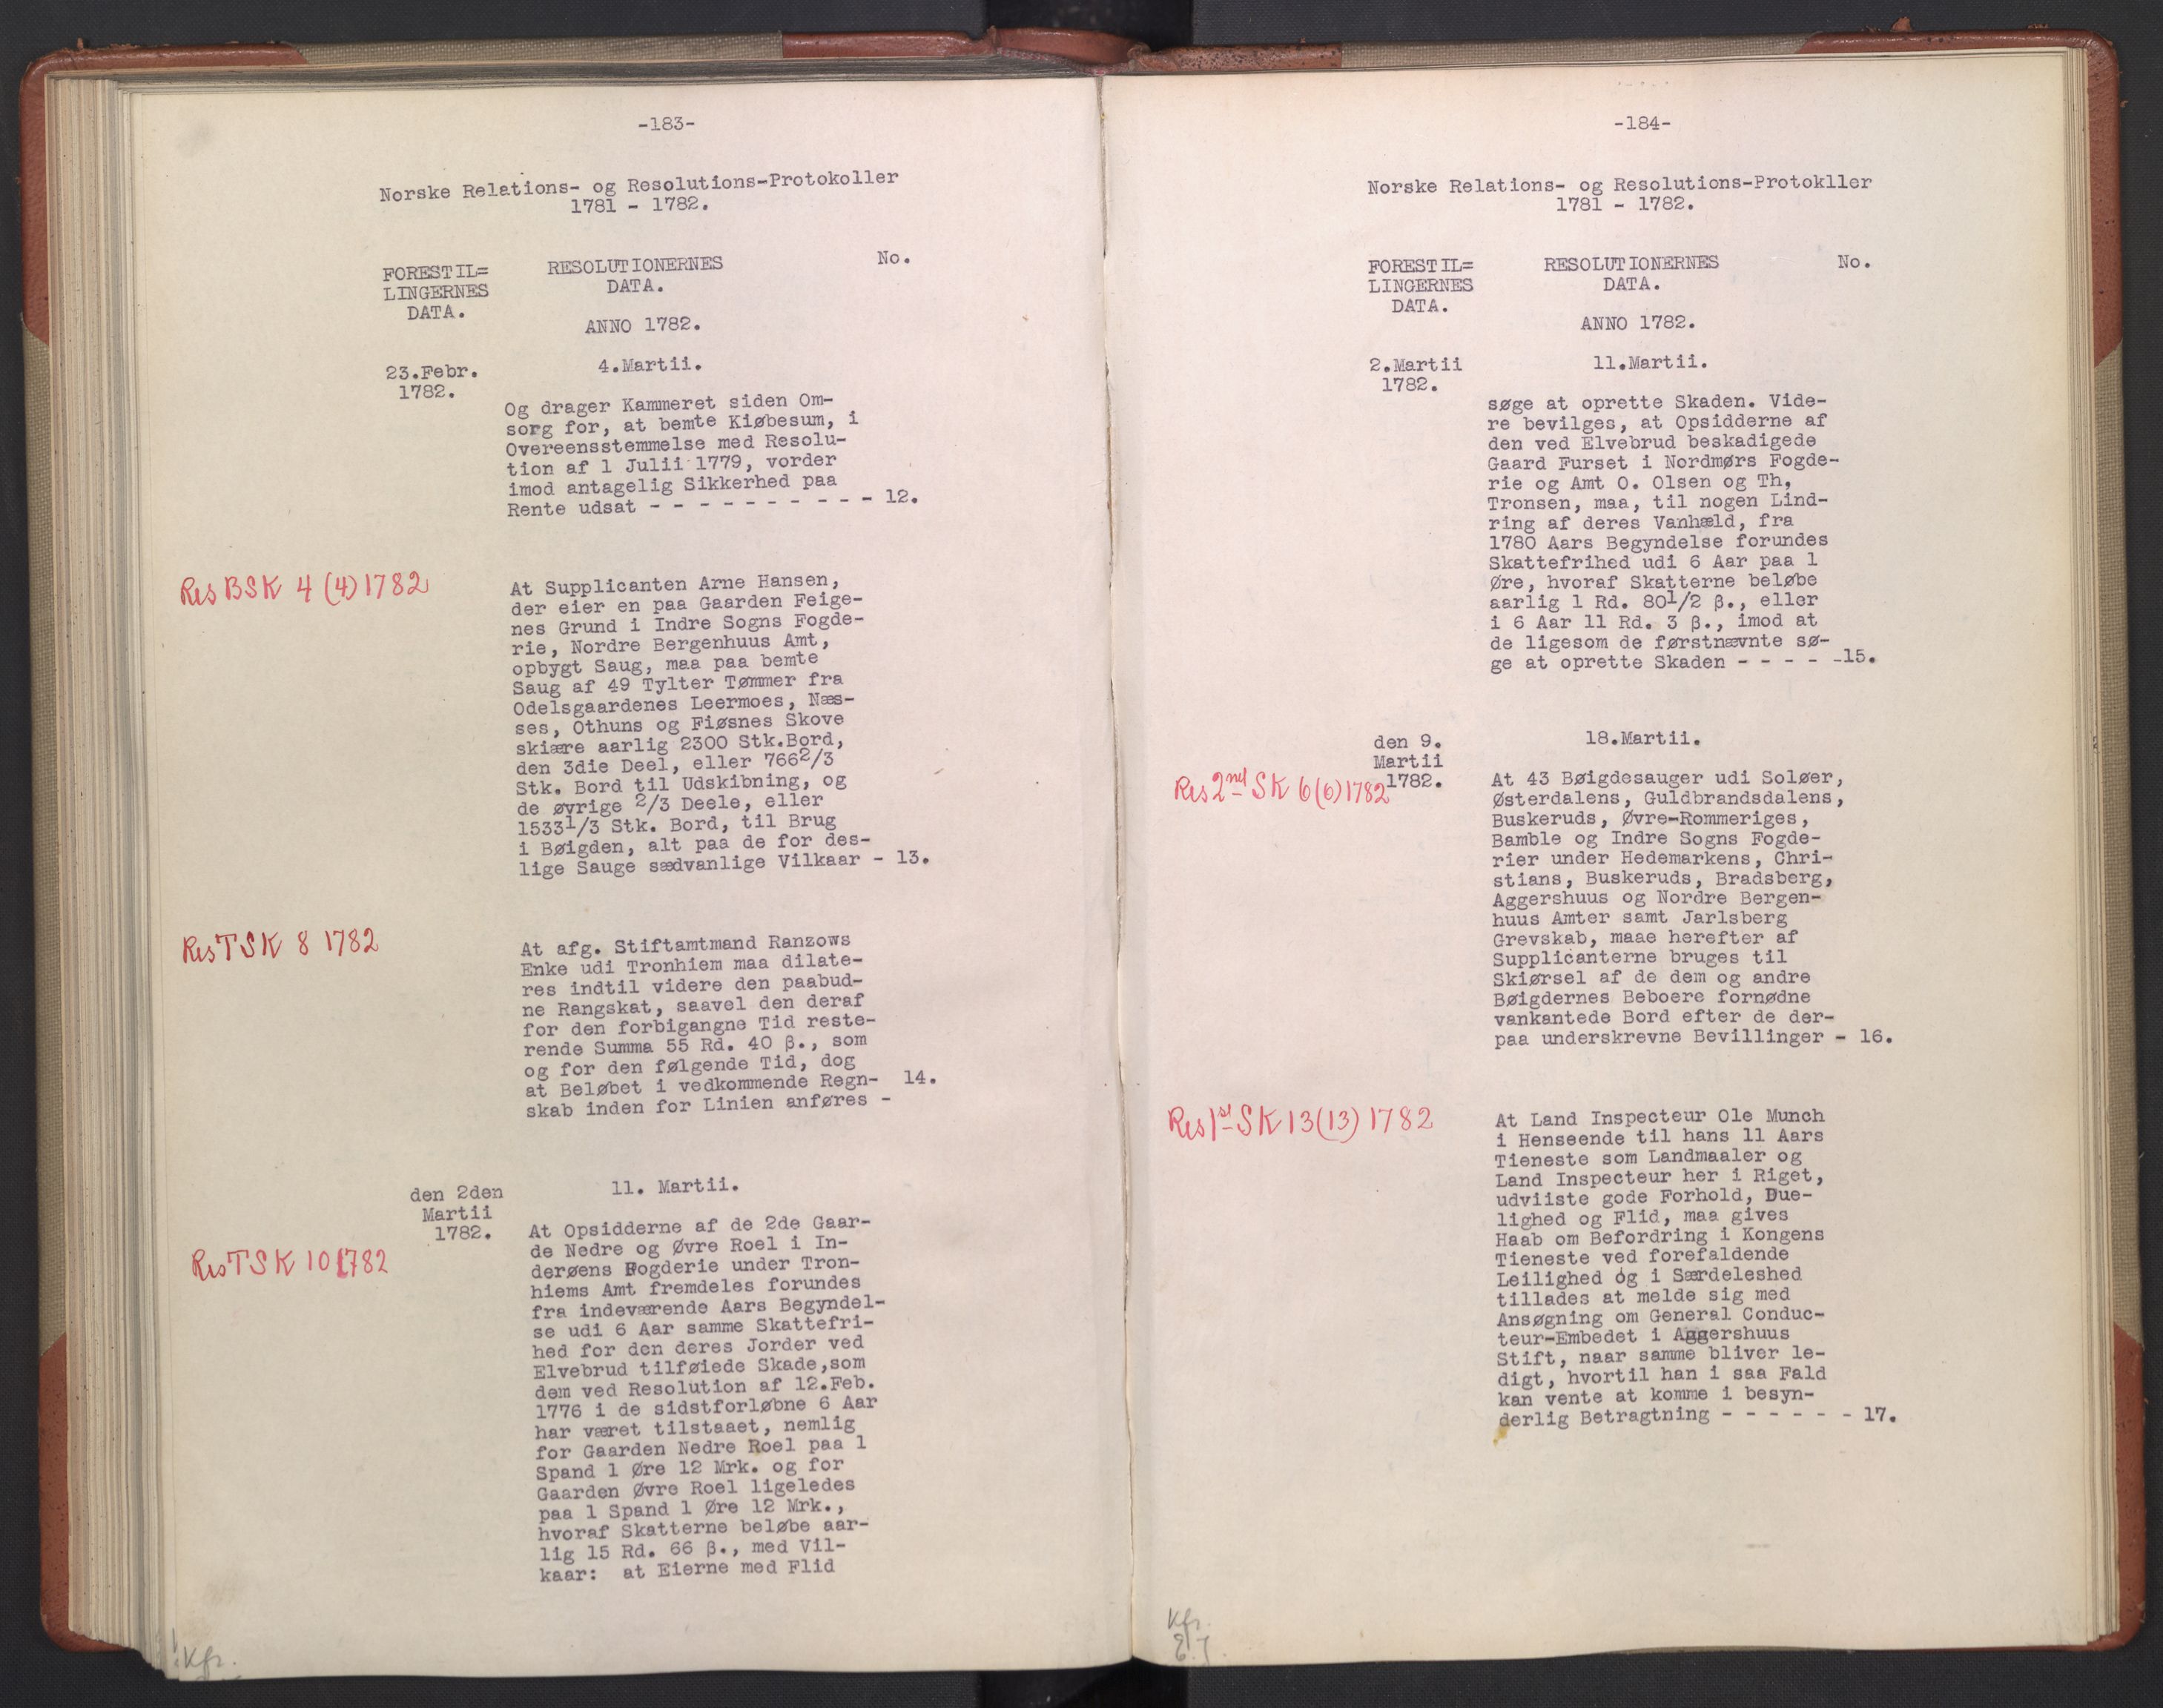 -183-
Norske Relations- og Resolutions-Protokoller
1781 - 1782.
FORESTIL=
LINGERNES
DATA.
RESOLUTIONERNES
DATA.
No.
ANNO 1782.
23.Febr.
1782.
4.Martii.
Og drager Kammeret siden Om-
sorg for, at bemte Kiøbesum, i
Overeensstemmelse med Resolu-
tion af 1 Julii 1779, vorder
imod antagelig Sikkerhed paa
Rente udsat - - - - - - - - - - 12.
Res BSK 4 (4) 1782
At Supplicanten Arne Hansen,
der eier en paa Gaarden Feige-
nes Grund i Indre Sogns Fogde-
rie, Nordre Bergenhuus Amt,
opbygt Saug, maa paa bemte
Saug af 49 Tylter Tømmer fra
Odelsgaardenes Leermoes, Næs-
ses, Othuns og Fiøsnes Skove
skiære aarlig 2300 Stk.Bord,
den 3die Deel, eller 766 2/3
Stk. Bord til Udskibning, og
de øvrige 2/3 Deele, eller
1533 1/3 Stk. Bord, til Brug
i Bøigden, alt paa de for des-
lige Sauge sædvanlige Vilkaar - 13.
Res TSK 8 1782
At afg. Stiftamtmand Ranzows
Enke udi Tronhiem maa dilate-
res indtil videre den paabud-
ne Rangskat, saavel den deraf
for den forbigangne Tid reste-
rende Summa 55 Rd. 40 β., som
og for den følgende Tid, dog
at Beløbet i vedkommende Regn- 14.
skab inden for Linien anføres -
den 2den
Martii
1782.
11. Martii.
Res TSK 10 1782
At Opsidderne af de 2de Gaar-
de Nedre og Øvre Roel i In-
derøens Fogderie under Tron-
hiems Amt fremdeles forundes
fra indeværende Aars Begyndel-
se udi 6 Aar samme Skattefri-
hed for den deres Jorder ved
Elvebrud tilføiede Skade,som
dem ved Resolution af 12.Feb.
1776 i de sidstforløbne 6 Aar
har været tilstaaet, nemlig
for Gaarden Nedre Roel paa 1
Spand 1 Øre 12 Mrk. og for
Gaarden Øvre Roel ligeledes
paa 1 Spand 1 Øre 12 Mrk.,
hvoraf Skatterne beløbe aar-
lig 15 Rd. 66 β., med Vil-
kaar: at Eierne med Flid
Kfr.
-184-
Norske Relations- og Resolutions-Protokller
1781 - 1782.
FORESTIL=
LINGERNES
DATA.
RESOLUTIONERNES
DATA.
No.
ANNO 1782.
2.Martii
1782.
11.Martii.
søge at oprette Skaden. Vide-
re bevilges, at Opsidderne af
den ved Elvebrud beskadigede
Gaard Furset i Nordmørs Fogde-
rie og Amt O. Olsen og Th,
Tronsen, maa, til nogen Lind-
ring af deres Vanhæld, fra
1780 Aars Begyndelse forundes
Skattefrihed udi 6 Aar paa 1
Øre, hvoraf Skatterne beløbe
aarlig 1 Rd. 80 1/2 β., eller
i 6 Aar 11 Rd. 3 β., imod at
de ligesom de førstnævnte sø-
ge at oprette Skaden - - - - -15.
den 9.
Martii
1782.
18.Martii.
Res 2net SK 6 (6) 1782
At 43 Bøigdesauger udi Soløer,
Østerdalens, Guldbrandsdalens,
Buskeruds, Øvre-Rommeriges,
Bamble og Indre Sogns Fogde-
rier under Hedemarkens, Chri-
stians, Buskeruds, Bradsberg,
Aggershuus og Nordre Bergen-
huus Amter samt Jarlsberg
Grevskab, maae herefter af
Supplicanterne bruges til
Skiørsel af de dem og andre
Bøigdernes Beboere fornødne
vankantede Bord efter de der-
paa underskrevne Bevillinger - 16.
Res 1st SK 13 (13) 1782
At Land Inspecteur Ole Munch
i Henseende til hans 11 Aars
Tieneste som Landmaaler og
Land Inspecteur her i Riget,
udviiste gode Forhold, Due-
lighed og Flid, maa gives
Haab om Befordring i Kongens
Tieneste ved forefaldende
Leilighed og i Særdeleshed
tillades at melde sig med
Ansøgning om General Conduc-
teur-Embedet i Aggershuus
Stift, naar samme bliver le-
digt, hvortil han i saa Fald
kan vente at komme i besyn-
derlig Betragtning - - - - - - 17.
Kfr.